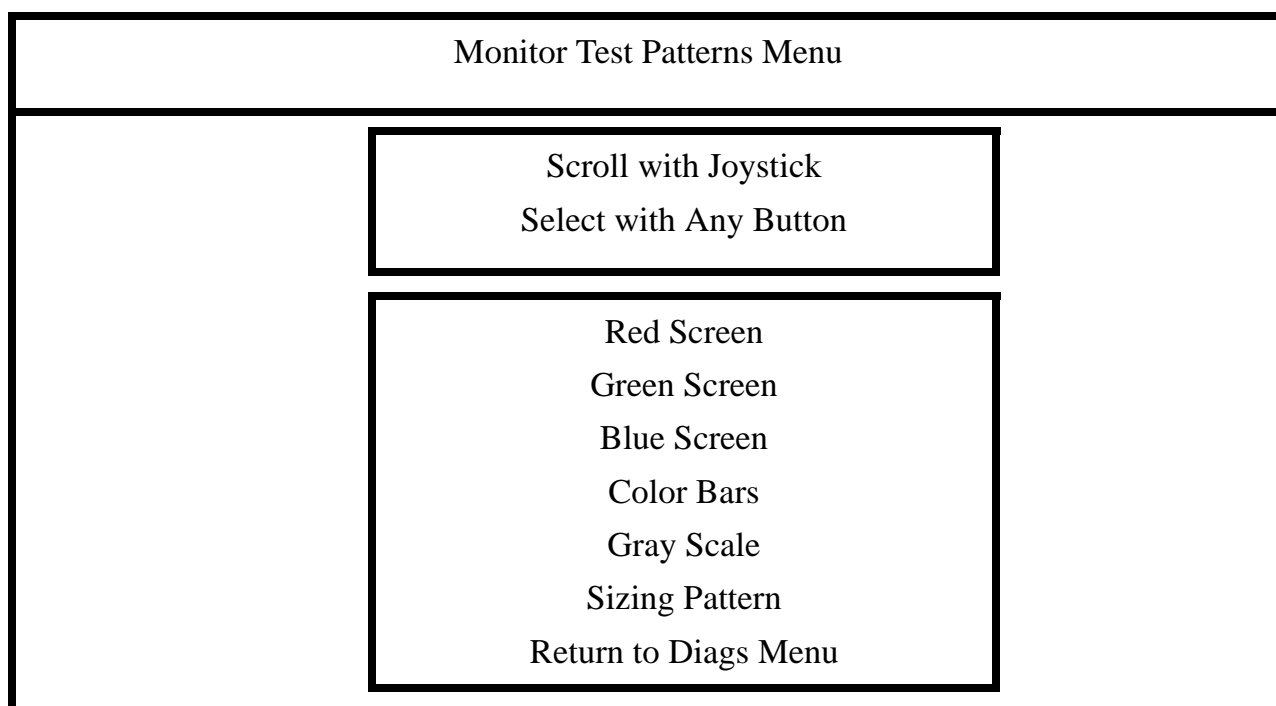 Monitor Test Patterns Menu
Scroll with Joystick
Select with Any Button
Red Screen
Green Screen
Blue Screen
Color Bars
Gray Scale
Sizing Pattern
Return to Diags Menu